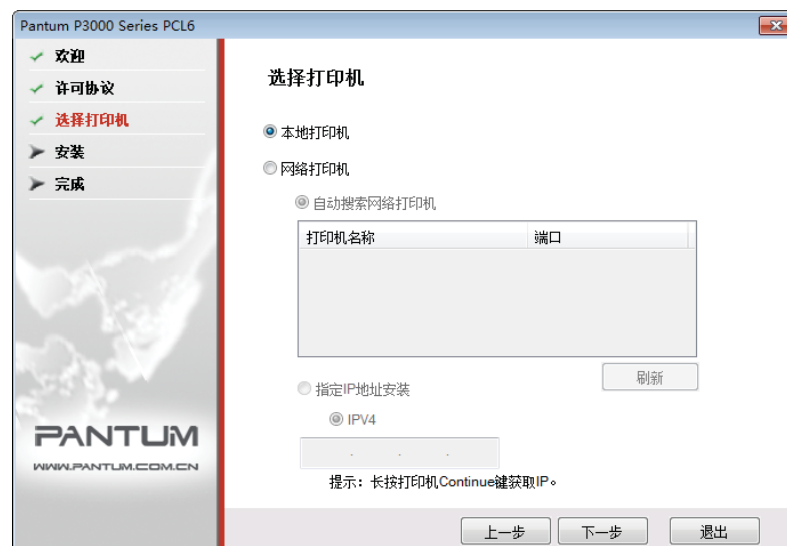 Pantum P3000 Series PCL6
欢迎
许可协议
选择打印机
安装
完成
PANTUM
WWW.PANTUM.COM.CN
选择打印机
本地打印机
网络打印机
自动搜索网络打印机
打印机名称 端口
刷新
指定IP地址安装
IPV4
. . .
提示：长按打印机Continue键获取IP。
上一步 下一步 退出